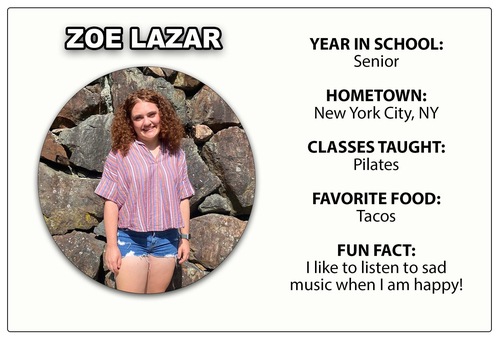 ZOE LAZAR
YEAR IN SCHOOL:
Senior
HOMETOWN:
New York City, NY
CLASSES TAUGHT:
Pilates
FAVORITE FOOD:
Tacos
FUN FACT:
I like to listen to sad
music when I am happy!